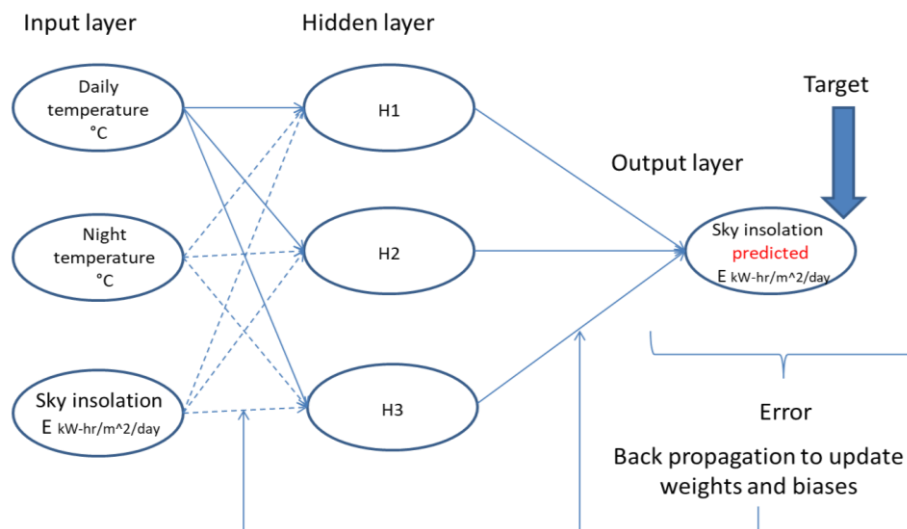 Input layer
Hidden layer
Daily
temperature
°C
H1
Target
Output layer
Night
temperature
°C
H2
Sky insolation
predicted
E kW-hr/m^2/day
Sky insolation
E kW-hr/m^2/day
H3
Error
Back propagation to update
weights and biases